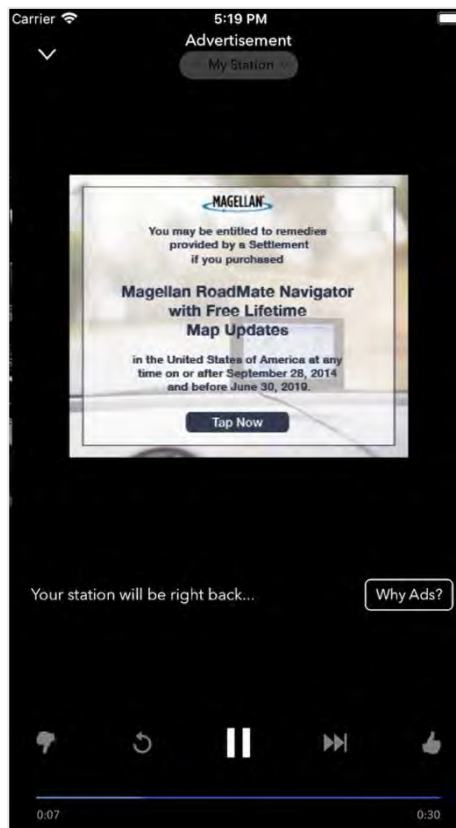 Carrier
5:19 PM
Advertisement
My Station
MAGELLAN
You may be entitled to remedies
provided by a Settlement
if you purchased
Magellan RoadMate Navigator
with Free Lifetime
Map Updates
in the United States of America at any
time on or after September 28, 2014
and before June 30, 2019.
Tap Now
Your station will be right back...
Why Ads?
0:07
0:30